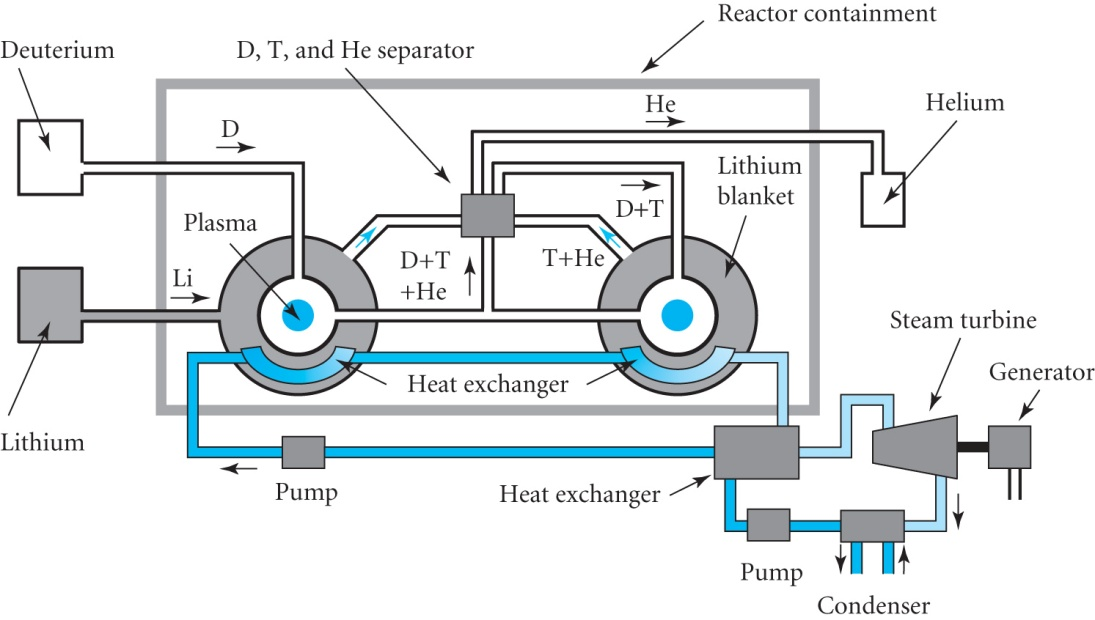 Reactor containment
Deuterium
D, T, and He separator
He
Helium
D
Lithium
blanket
D+T
Plasma
D+T
+He
T+He
Li
Steam turbine
Generator
Heat exchanger
Lithium
Pump
Heat exchanger
Pump
Condenser